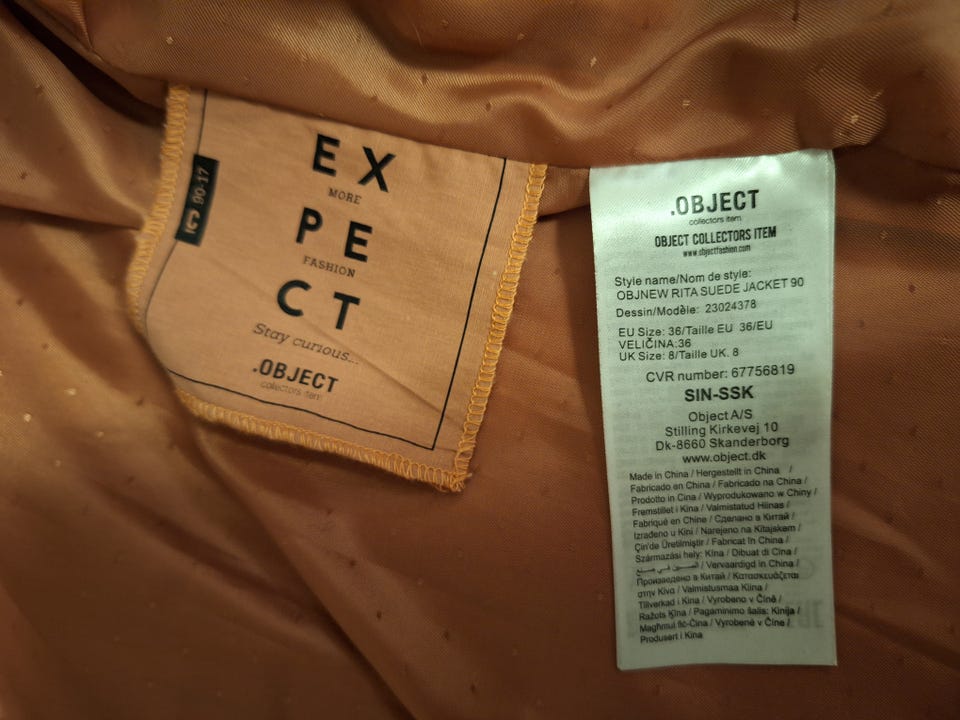 EX
MORE
PE
FASHION
CT
Stay curious...
.OBJECT
collectors item
90-17
.OBJECT
collectors item
OBJECT COLLECTORS ITEM
www.objectfashion.com
Style name/Nom de style:
OBJNEW RITA SUEDE JACKET 90
Dessin/Modèle: 23024378
EU Size: 36/Taille EU 36/EU
VELIČINA:36
UK Size: 8/Taille UK. 8
CVR number: 67756819
SIN-SSK
Object A/S
Stilling Kirkevej 10
Dk-8660 Skanderborg
www.object.dk
Made in China / Hergestellt in China /
Fabricado en China / Fabricado na China /
Prodotto in Cina / Wyprodukowano w Chiny /
Fremstillet i Kina / Valmistatud Hiinas /
Fabriqué en Chine / Сделано в Китай /
Izrađeno u Kini / Narejeno na Kitajskem /
Çin'de Üretilmiştir / Fabricat în China /
Származási hely: Kína / Dibuat di Cina /
صنع في الصين / Vervaardigd in China /
Произведено в Китай / Κατασκευάζεται
στην Κίνα / Valmistusmaa Kiina /
Tillverkad i Kina / Vyrobeno v Číně /
Ražots Ķīna / Pagaminimo šalis: Kinija /
Magħmul fiċ-Ċina / Vyrobené v Číne /
Produsert i Kina